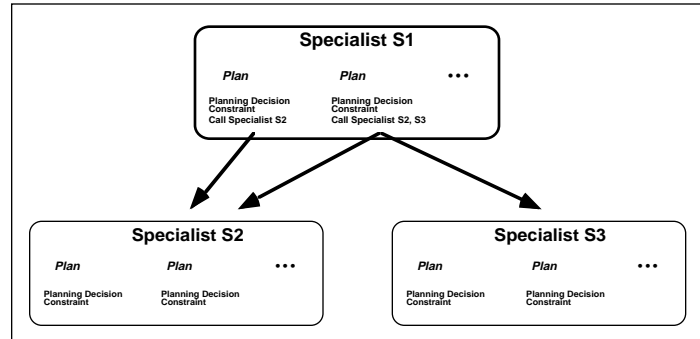 Specialist S1
Plan Plan •••
Planning Decision Planning Decision
Constraint Constraint
Call Specialist S2 Call Specialist S2, S3
Specialist S2 Specialist S3
Plan Plan ••• Plan Plan •••
Planning Decision Planning Decision Planning Decision Planning Decision
Constraint Constraint Constraint Constraint